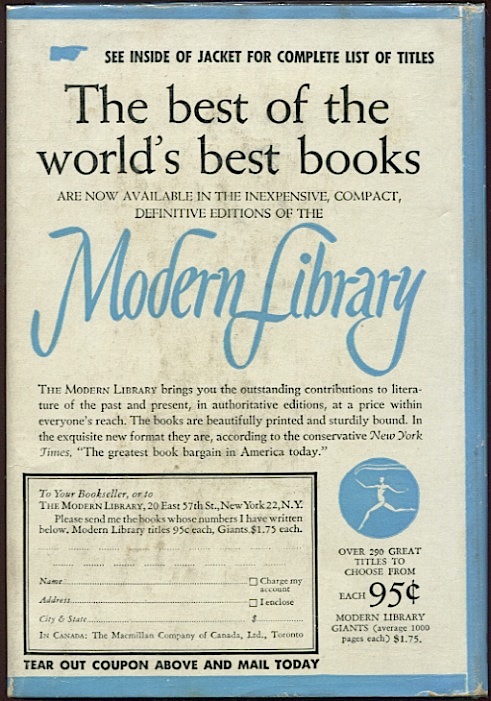 SEE INSIDE OF JACKET FOR COMPLETE LIST OF TITLES
The best of the
world's best books
ARE NOW AVAILABLE IN THE INEXPENSIVE, COMPACT,
DEFINITIVE EDITIONS OF THE
Modern Library
THE MODERN LIBRARY brings you the outstanding contributions to litera-
ture of the past and present, in authoritative editions, at a price within
everyone's reach. The books are beautifully printed and sturdily bound. In
the exquisite new format they are, according to the conservative New York
Times, "The greatest book bargain in America today."
To Your Bookseller, or to
THE MODERN LIBRARY, 20 East 57th St., New York 22, N.Y.
Please send me the books whose numbers I have written
below. Modern Library titles 95¢ each, Giants $1.75 each.
Name
Charge my
account
Address
I enclose
City & State
$
IN CANADA: The Macmillan Company of Canada, Ltd., Toronto
TEAR OUT COUPON ABOVE AND MAIL TODAY
OVER 290 GREAT
TITLES TO
CHOOSE FROM
EACH 95¢
MODERN LIBRARY
GIANTS (average 1000
pages each) $1.75.